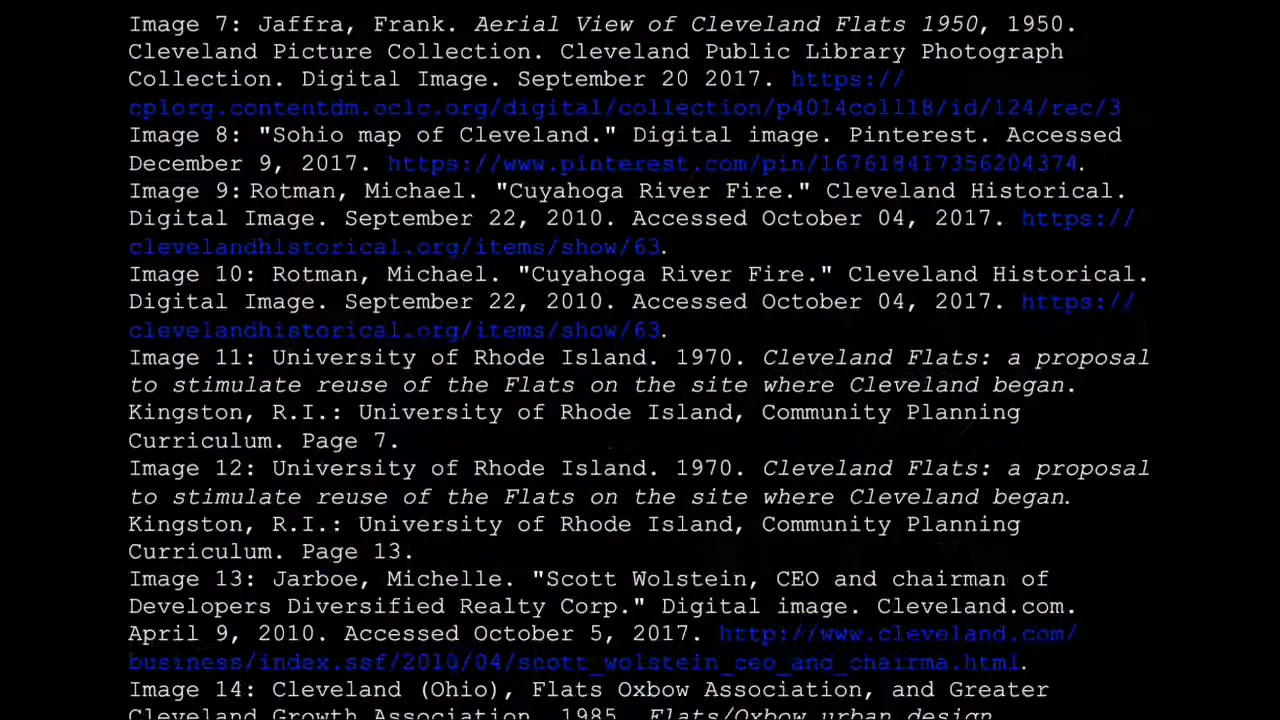 Image 7: Jaffra, Frank. Aerial View of Cleveland Flats 1950, 1950.
Cleveland Picture Collection. Cleveland Public Library Photograph
Collection. Digital Image. September 20 2017. https://
cplorg.contentdm.oclc.org/digital/collection/p4014coll18/id/124/rec/3
Image 8: "Sohio map of Cleveland." Digital image. Pinterest. Accessed
December 9, 2017. https://www.pinterest.com/pin/167618417356204374.
Image 9: Rotman, Michael. "Cuyahoga River Fire." Cleveland Historical.
Digital Image. September 22, 2010. Accessed October 04, 2017. https://
clevelandhistorical.org/items/show/63.
Image 10: Rotman, Michael. "Cuyahoga River Fire." Cleveland Historical.
Digital Image. September 22, 2010. Accessed October 04, 2017. https://
clevelandhistorical.org/items/show/63.
Image 11: University of Rhode Island. 1970. Cleveland Flats: a proposal
to stimulate reuse of the Flats on the site where Cleveland began.
Kingston, R.I.: University of Rhode Island, Community Planning
Curriculum. Page 7.
Image 12: University of Rhode Island. 1970. Cleveland Flats: a proposal
to stimulate reuse of the Flats on the site where Cleveland began.
Kingston, R.I.: University of Rhode Island, Community Planning
Curriculum. Page 13.
Image 13: Jarboe, Michelle. "Scott Wolstein, CEO and chairman of
Developers Diversified Realty Corp." Digital image. Cleveland.com.
April 9, 2010. Accessed October 5, 2017. http://www.cleveland.com/
business/index.ssf/2010/04/scott_wolstein_ceo_and_chairma.html.
Image 14: Cleveland (Ohio), Flats Oxbow Association, and Greater
Cleveland Growth Association. 1985. Flats/Oxbow urban design